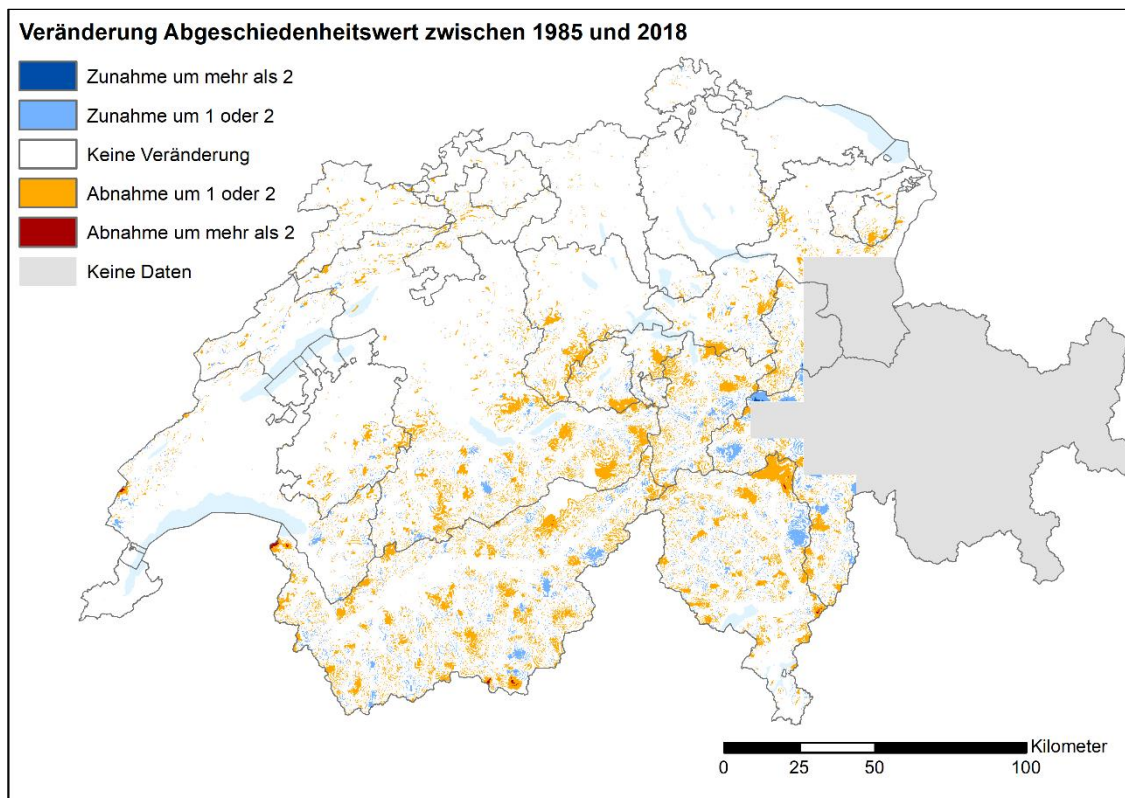 Veränderung Abgeschiedenheitswert zwischen 1985 und 2018
Zunahme um mehr als 2
Zunahme um 1 oder 2
Keine Veränderung
Abnahme um 1 oder 2
Abnahme um mehr als 2
Keine Daten
Kilometer
0 25 50 100